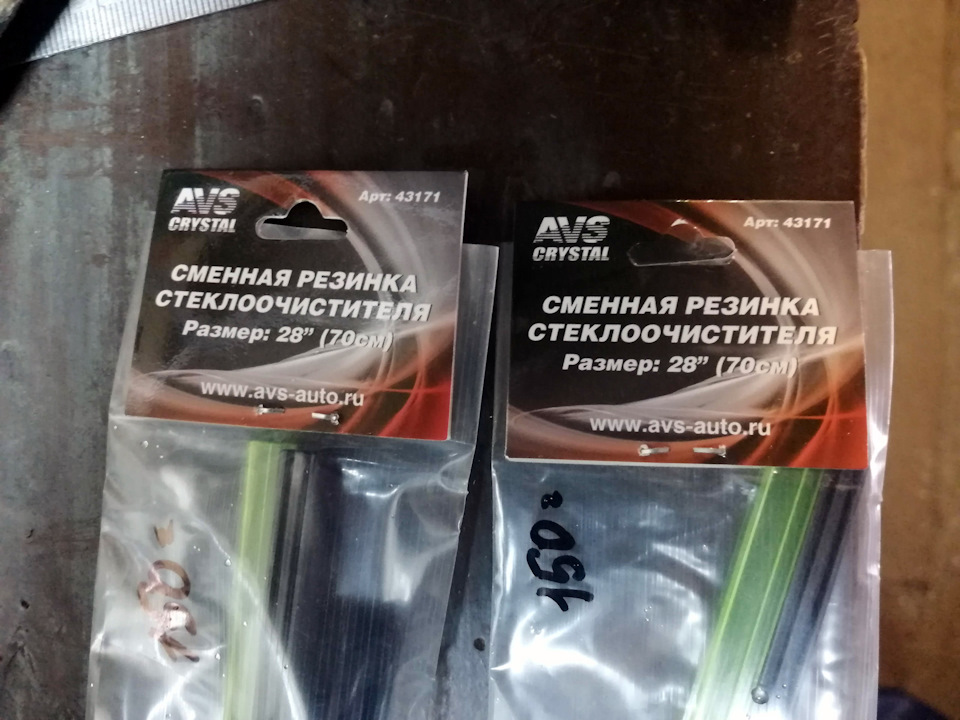 AVS
CRYSTAL
Арт: 43171
СМЕННАЯ РЕЗИНКА
СТЕКЛООЧИСТИТЕЛЯ
Размер: 28” (70см)
www.avs-auto.ru
AVS
CRYSTAL
Арт: 43171
СМЕННАЯ РЕЗИНКА
СТЕКЛООЧИСТИТЕЛЯ
Размер: 28” (70см)
www.avs-auto.ru
150